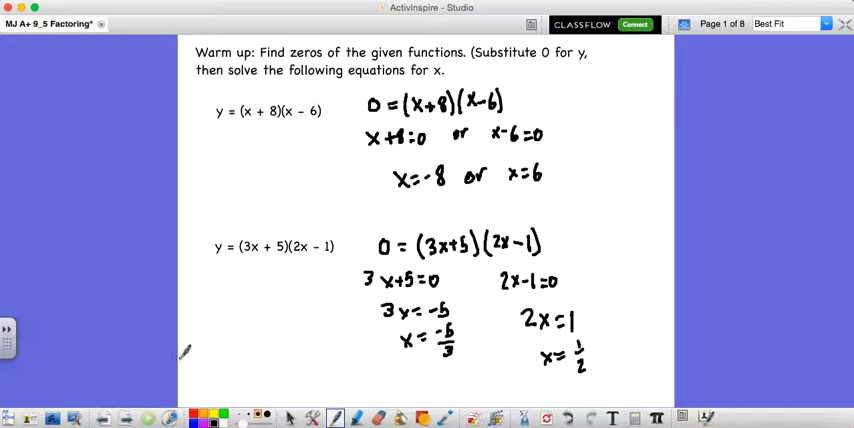 ActivInspire - Studio
MJ A+ 9_5 Factoring*
CLASSFLOW Connect
Page 1 of 8 Best Fit
Warm up: Find zeros of the given functions. (Substitute 0 for y,
then solve the following equations for x.
y = (x + 8)(x - 6)
0 = (x+8)(x-6)
x+8=0 or x-6=0
x=-8 or x=6
y = (3x + 5)(2x - 1)
0 = (3x+5)(2x-1)
3x+5=0 2x-1=0
3x=-5 2x=1
x=-5/3 x=1/2